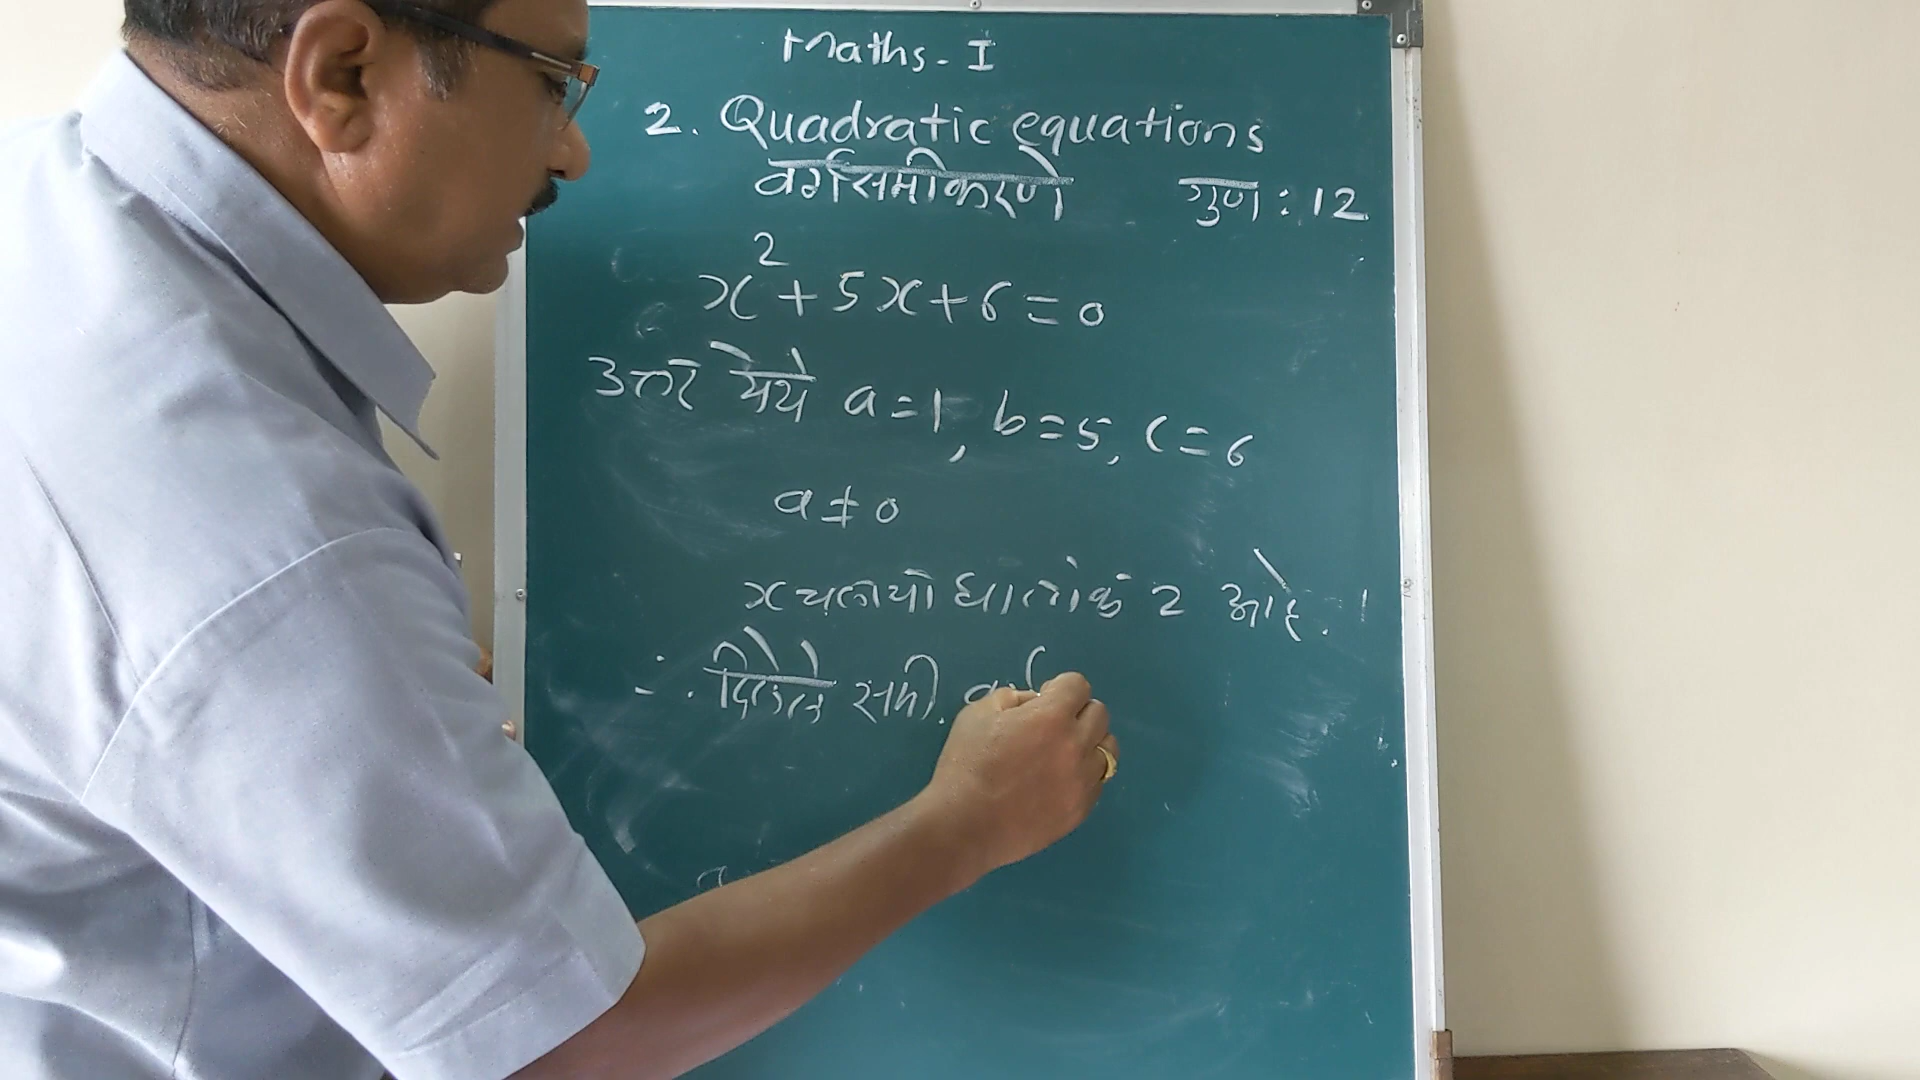 Maths - I
2. Quadratic equations
वर्गसमीकरणे गुण : 12
x² + 5x + 6 = 0
उत्तर येथे a = 1, b = 5, c = 6
a ≠ 0
x चलाचा घातांक 2 आहे.
∴ दिलेले समी. वर्ग